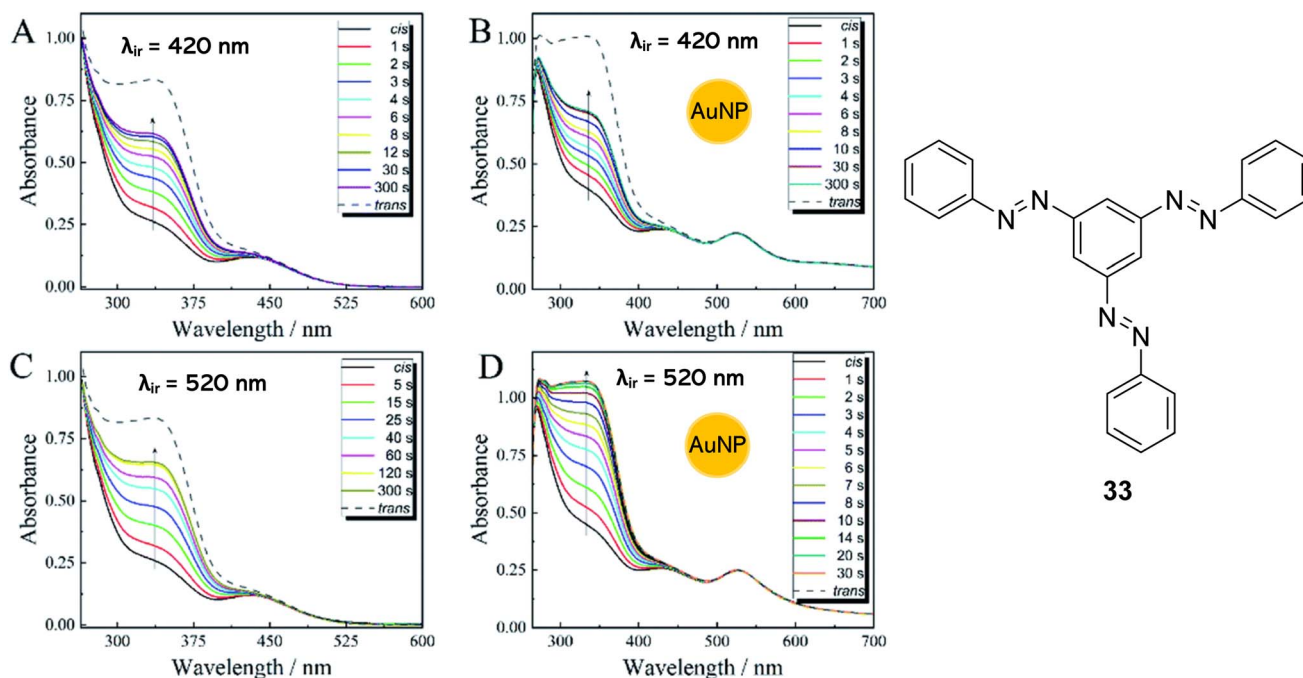 A
λir = 420 nm
Absorbance
1.00
0.75
0.50
0.25
0.00
300 375 450 525 600
Wavelength / nm
cis
1 s
2 s
3 s
4 s
6 s
8 s
12 s
30 s
300 s
trans
B
λir = 420 nm
AuNP
Absorbance
1.00
0.75
0.50
0.25
0.00
300 400 500 600 700
Wavelength / nm
cis
1 s
2 s
3 s
4 s
6 s
8 s
10 s
30 s
300 s
trans
C
λir = 520 nm
Absorbance
1.00
0.75
0.50
0.25
0.00
300 375 450 525 600
Wavelength / nm
cis
5 s
15 s
25 s
40 s
60 s
120 s
300 s
trans
D
λir = 520 nm
AuNP
Absorbance
1.00
0.75
0.50
0.25
0.00
300 400 500 600 700
Wavelength / nm
cis
1 s
2 s
3 s
4 s
5 s
6 s
7 s
8 s
10 s
14 s
20 s
30 s
trans
N
N
N
N
N
N
33